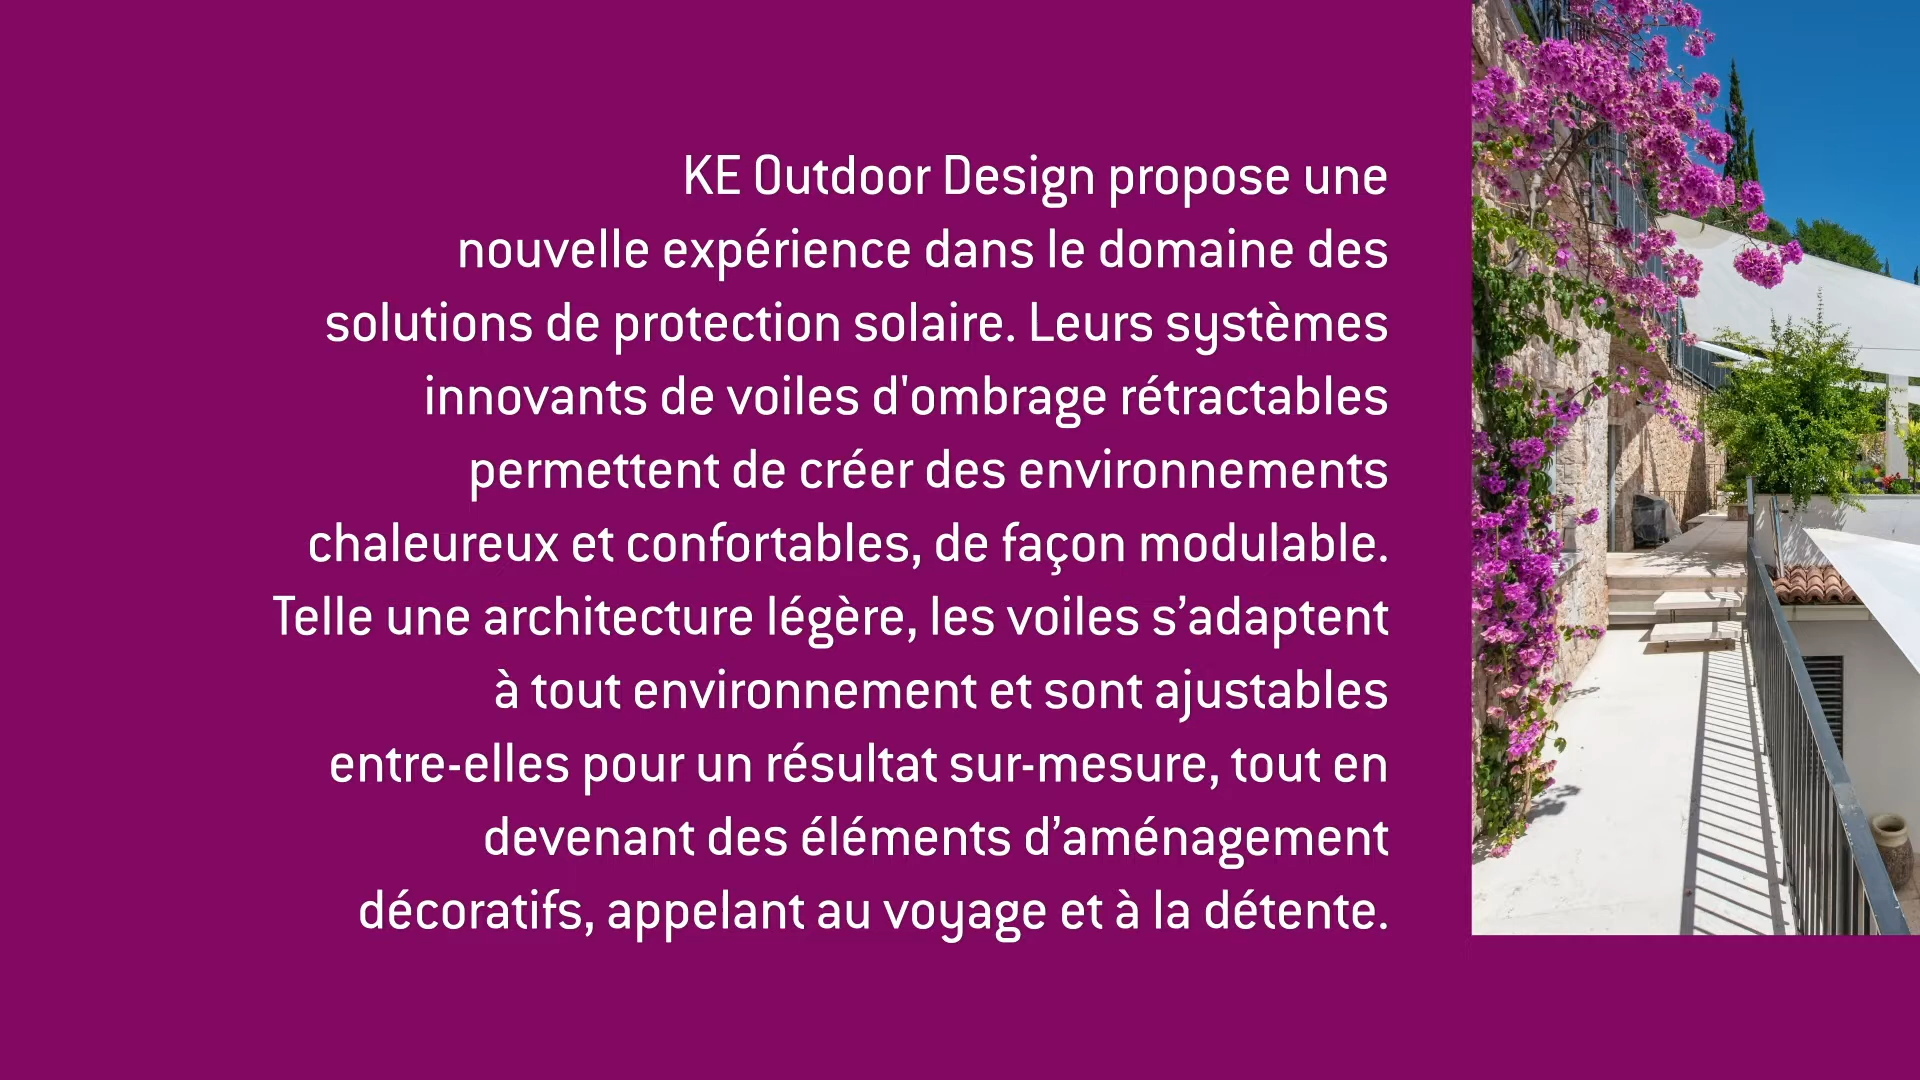 KE Outdoor Design propose une
nouvelle expérience dans le domaine des
solutions de protection solaire. Leurs systèmes
innovants de voiles d'ombrage rétractables
permettent de créer des environnements
chaleureux et confortables, de façon modulable.
Telle une architecture légère, les voiles s’adaptent
à tout environnement et sont ajustables
entre-elles pour un résultat sur-mesure, tout en
devenant des éléments d’aménagement
décoratifs, appelant au voyage et à la détente.